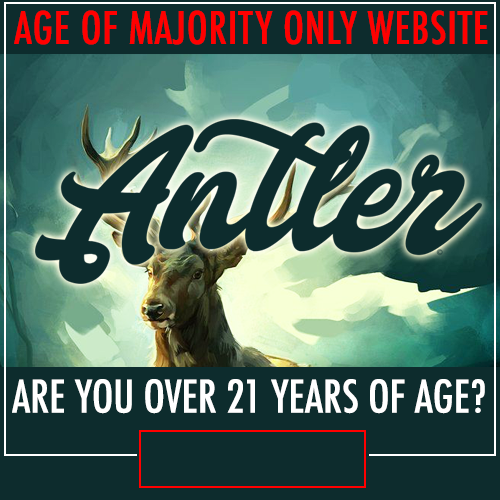 AGE OF MAJORITY ONLY WEBSITE
Antler
ARE YOU OVER 21 YEARS OF AGE?